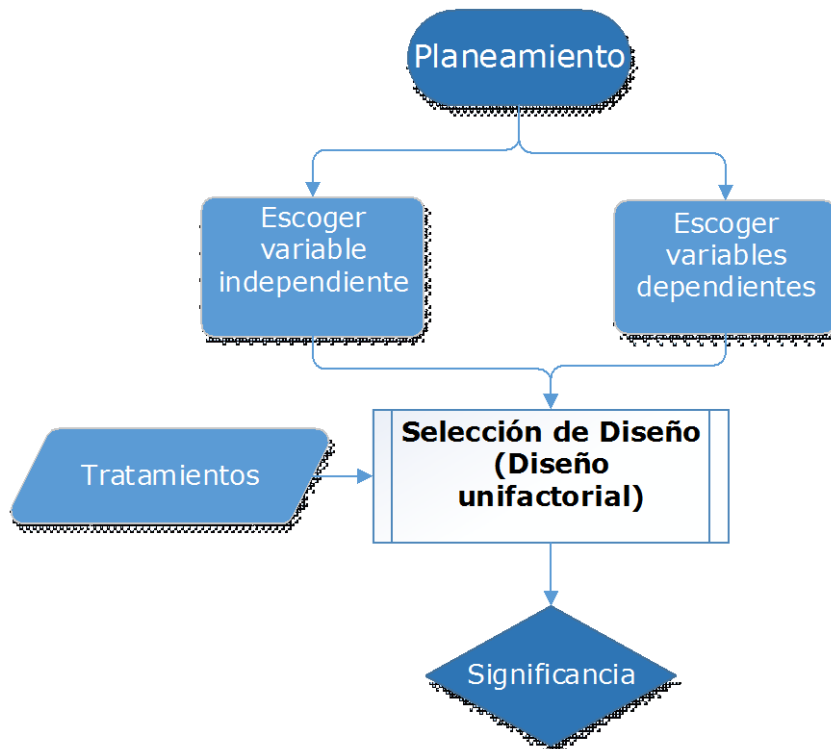 Planeamiento
Escoger
variable
independiente
Escoger
variables
dependientes
Selección de Diseño
(Diseño
unifactorial)
Tratamientos
Significancia